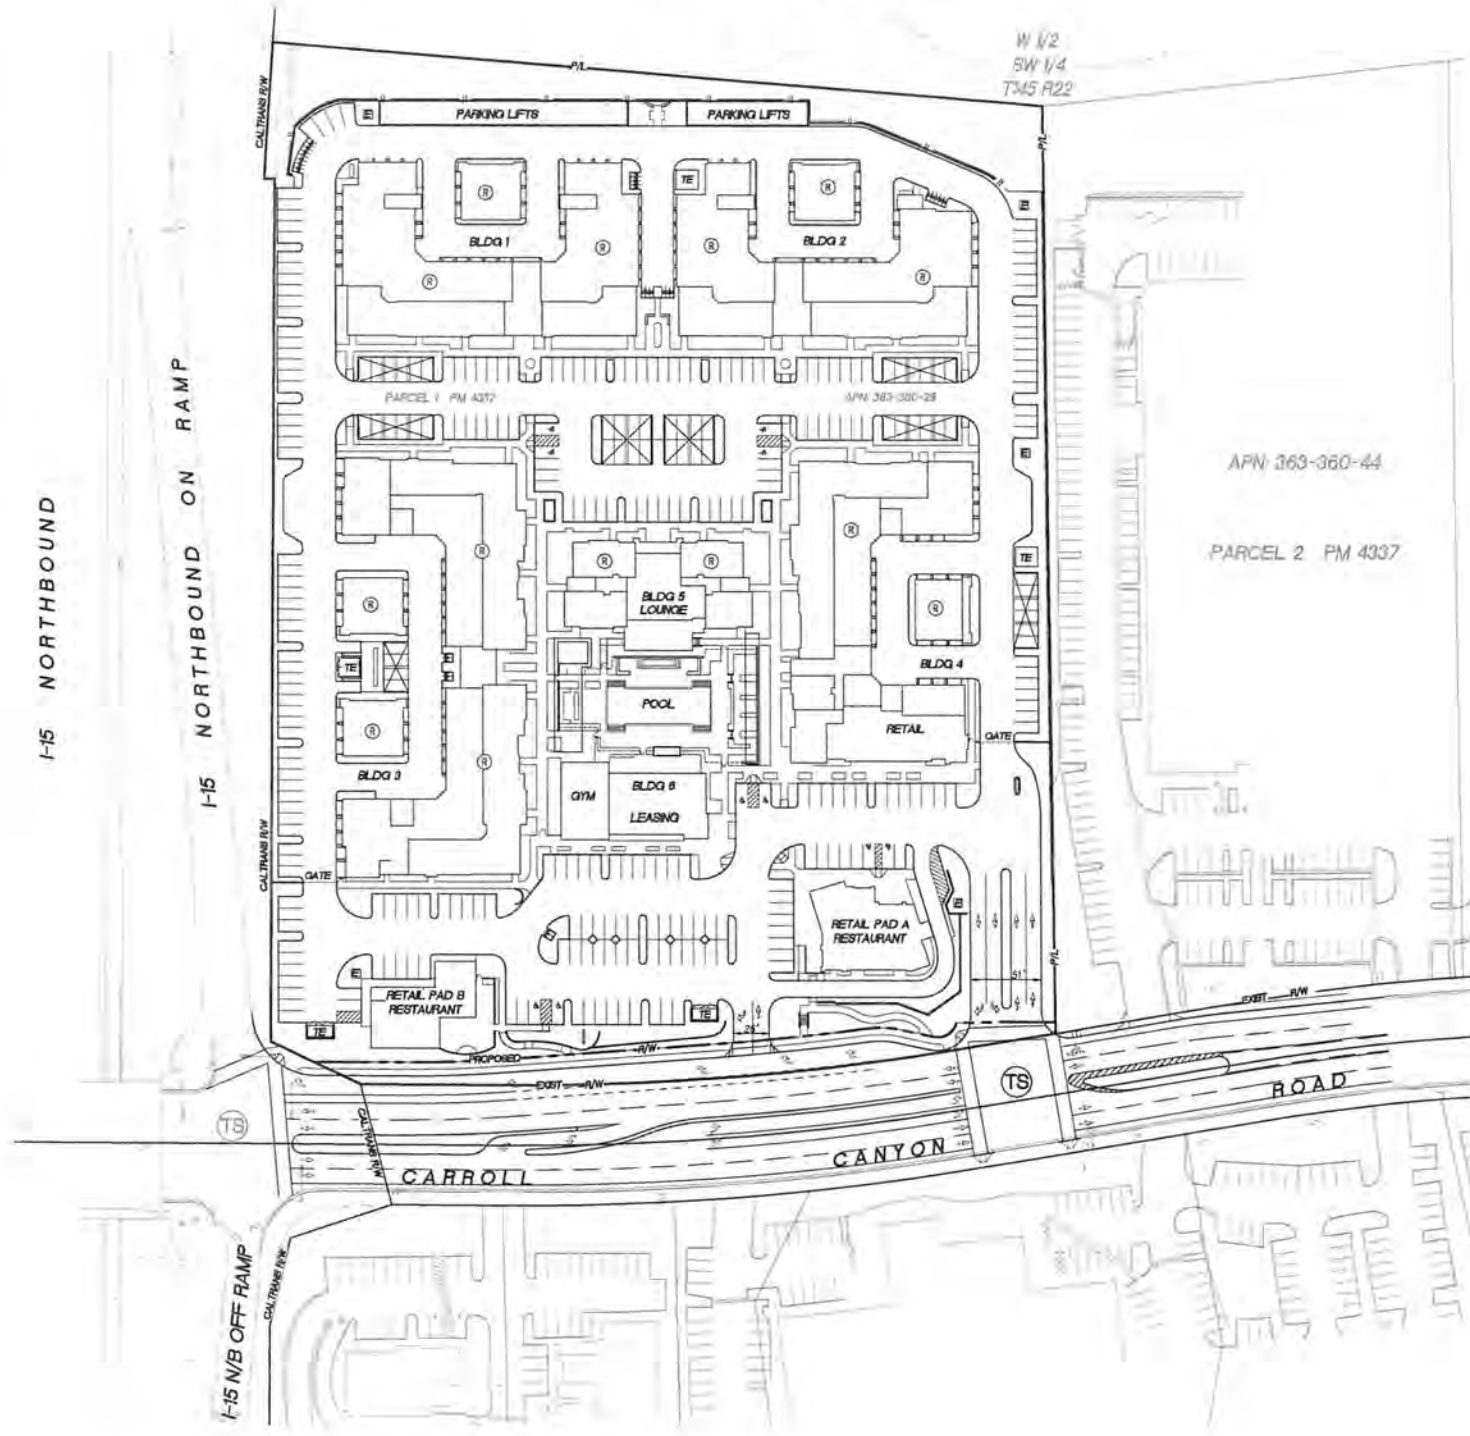 W 1/2
SW 1/4
T14S R22
P/L
CALTRANS R/W
PARKING LIFTS
PARKING LIFTS
P/L
E
TE
R
R
E
BLDG 1
BLDG 2
R
R
R
R
PARCEL 1 PM 4337
APN: 363-360-28
I-15 NORTHBOUND
I-15 NORTHBOUND ON RAMP
E
APN: 363-360-44
PARCEL 2 PM 4337
R
R
R
R
TE
BLDG 5
LOUNGE
R
R
TE
E
E
BLDG 4
POOL
R
RETAIL
GATE
R
BLDG 3
GYM
BLDG 6
LEASING
CALTRANS R/W
GATE
RETAIL PAD A
RESTAURANT
E
E
P/L
E
51'
RETAIL PAD B
RESTAURANT
EXIST R/W
TE
TE
26'
PROPOSED R/W
EXIST R/W
TS
TS
CALTRANS R/W
CARROLL CANYON ROAD
I-15 N/B OFF RAMP
CALTRANS R/W